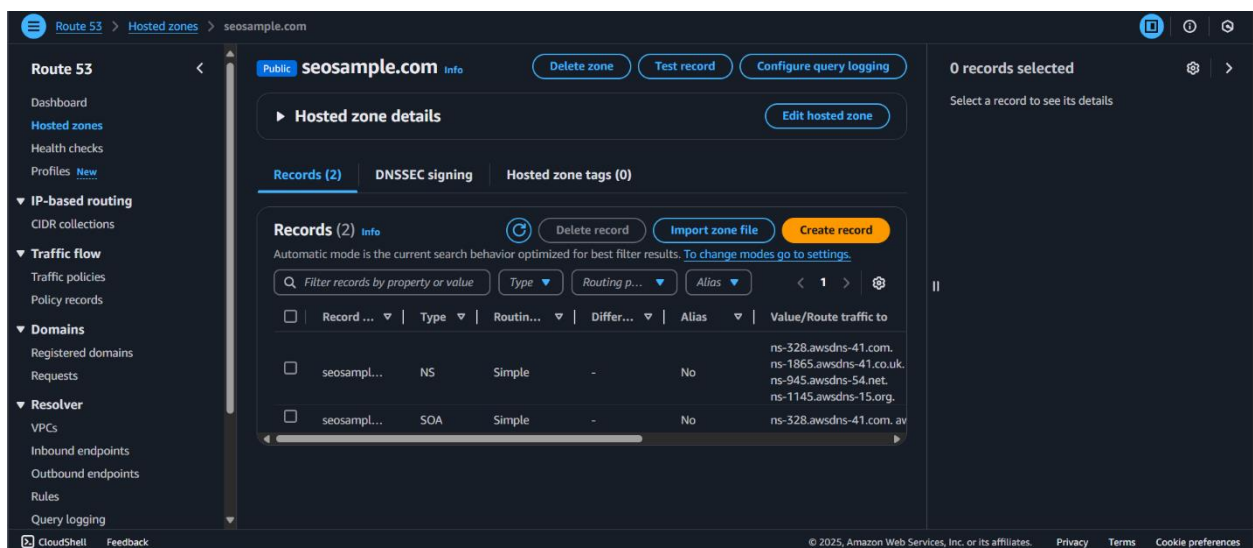 Route 53 > Hosted zones > seosample.com
Route 53
Dashboard
Hosted zones
Health checks
Profiles New
IP-based routing
CIDR collections
Traffic flow
Traffic policies
Policy records
Domains
Registered domains
Requests
Resolver
VPCs
Inbound endpoints
Outbound endpoints
Rules
Query logging
Public seosample.com Info
Delete zone
Test record
Configure query logging
Hosted zone details
Edit hosted zone
Records (2)
DNSSEC signing
Hosted zone tags (0)
Records (2) Info
Delete record
Import zone file
Create record
Automatic mode is the current search behavior optimized for best filter results. To change modes go to settings.
Filter records by property or value
Type
Routing p...
Alias
< 1 >
Record ... | Type | Routin... | Differ... | Alias | Value/Route traffic to
seosampl... NS Simple - No
ns-328.awsdns-41.com.
ns-1865.awsdns-41.co.uk.
ns-945.awsdns-54.net.
ns-1145.awsdns-15.org.
seosampl... SOA Simple - No ns-328.awsdns-41.com. aw
0 records selected
Select a record to see its details
CloudShell Feedback
© 2025, Amazon Web Services, Inc. or its affiliates. Privacy Terms Cookie preferences